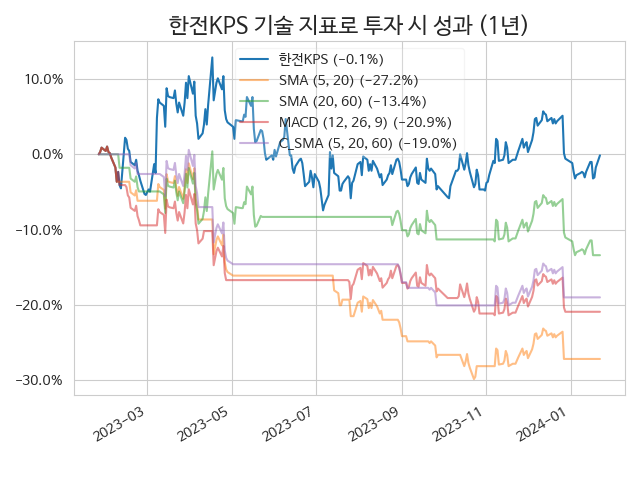 한전KPS 기술 지표로 투자 시 성과 (1년)
한전KPS (−0.1%)
SMA (5, 20) (−27.2%)
SMA (20, 60) (−13.4%)
MACD (12, 26, 9) (−20.9%)
C_SMA (5, 20, 60) (−19.0%)
10.0%
0.0%
−10.0%
−20.0%
−30.0%
2023−03
2023−05
2023−07
2023−09
2023−11
2024−01